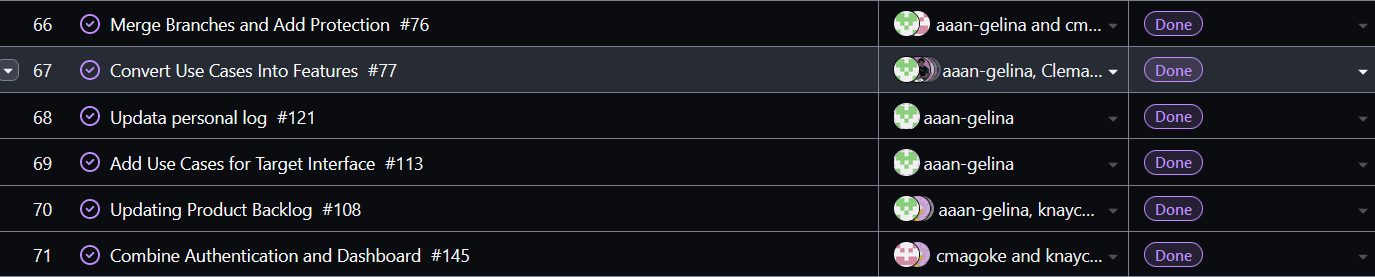 66 Merge Branches and Add Protection #76 aaan-gelina and cm... Done
67 Convert Use Cases Into Features #77 aaan-gelina, Clema... Done
68 Updata personal log #121 aaan-gelina Done
69 Add Use Cases for Target Interface #113 aaan-gelina Done
70 Updating Product Backlog #108 aaan-gelina, knayc... Done
71 Combine Authentication and Dashboard #145 cmagoke and knayc... Done